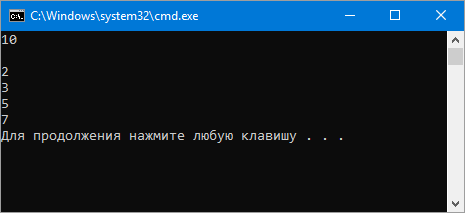 C:\Windows\system32\cmd.exe
10
2
3
5
7
Для продолжения нажмите любую клавишу . . .